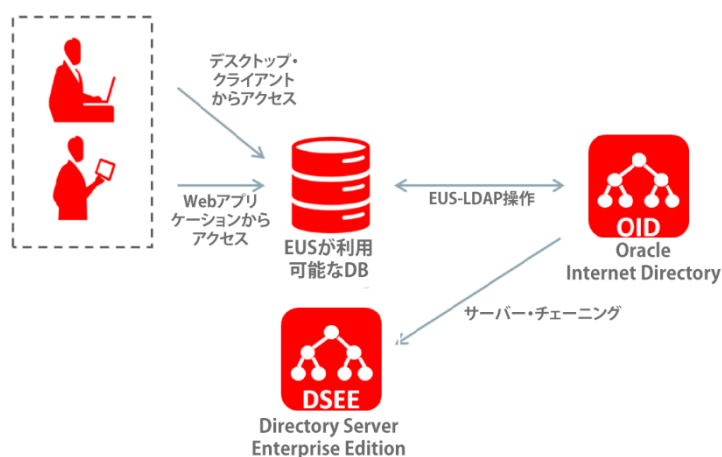 デスクトップ・
クライアント
からアクセス
Webアプリ
ケーションから
アクセス
EUSが利用
可能なDB
EUS-LDAP操作
OID
Oracle
Internet Directory
サーバー・チェーニング
DSEE
Directory Server
Enterprise Edition